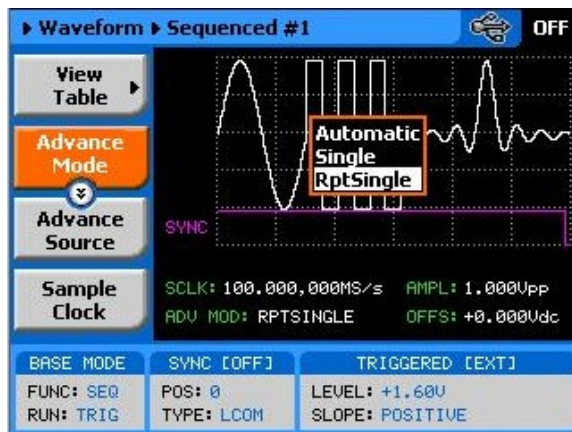 Waveform Sequenced #1 OFF
View
Table
Advance
Mode
Advance
Source
Sample
Clock
Automatic
Single
RptSingle
SYNC
SCLK: 100.000,000MS/s AMPL: 1.000Vpp
ADV MOD: RPTSINGLE OFFS: +0.000Vdc
BASE MODE
FUNC: SEQ
RUN: TRIG
SYNC [OFF]
POS: 0
TYPE: LCOM
TRIGGERED [EXT]
LEVEL: +1.60V
SLOPE: POSITIVE